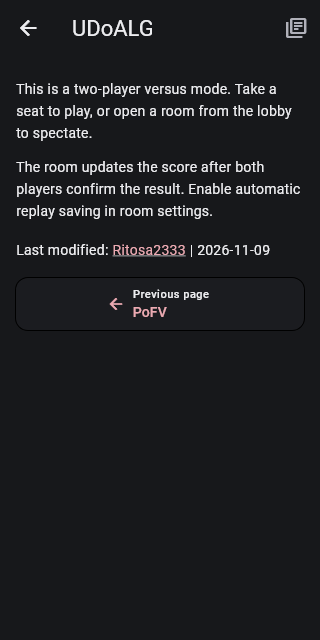 UDoALG
This is a two-player versus mode. Take a
seat to play, or open a room from the lobby
to spectate.
The room updates the score after both
players confirm the result. Enable automatic
replay saving in room settings.
Last modified: Ritosa2333 | 2026-11-09
Previous page
PoFV